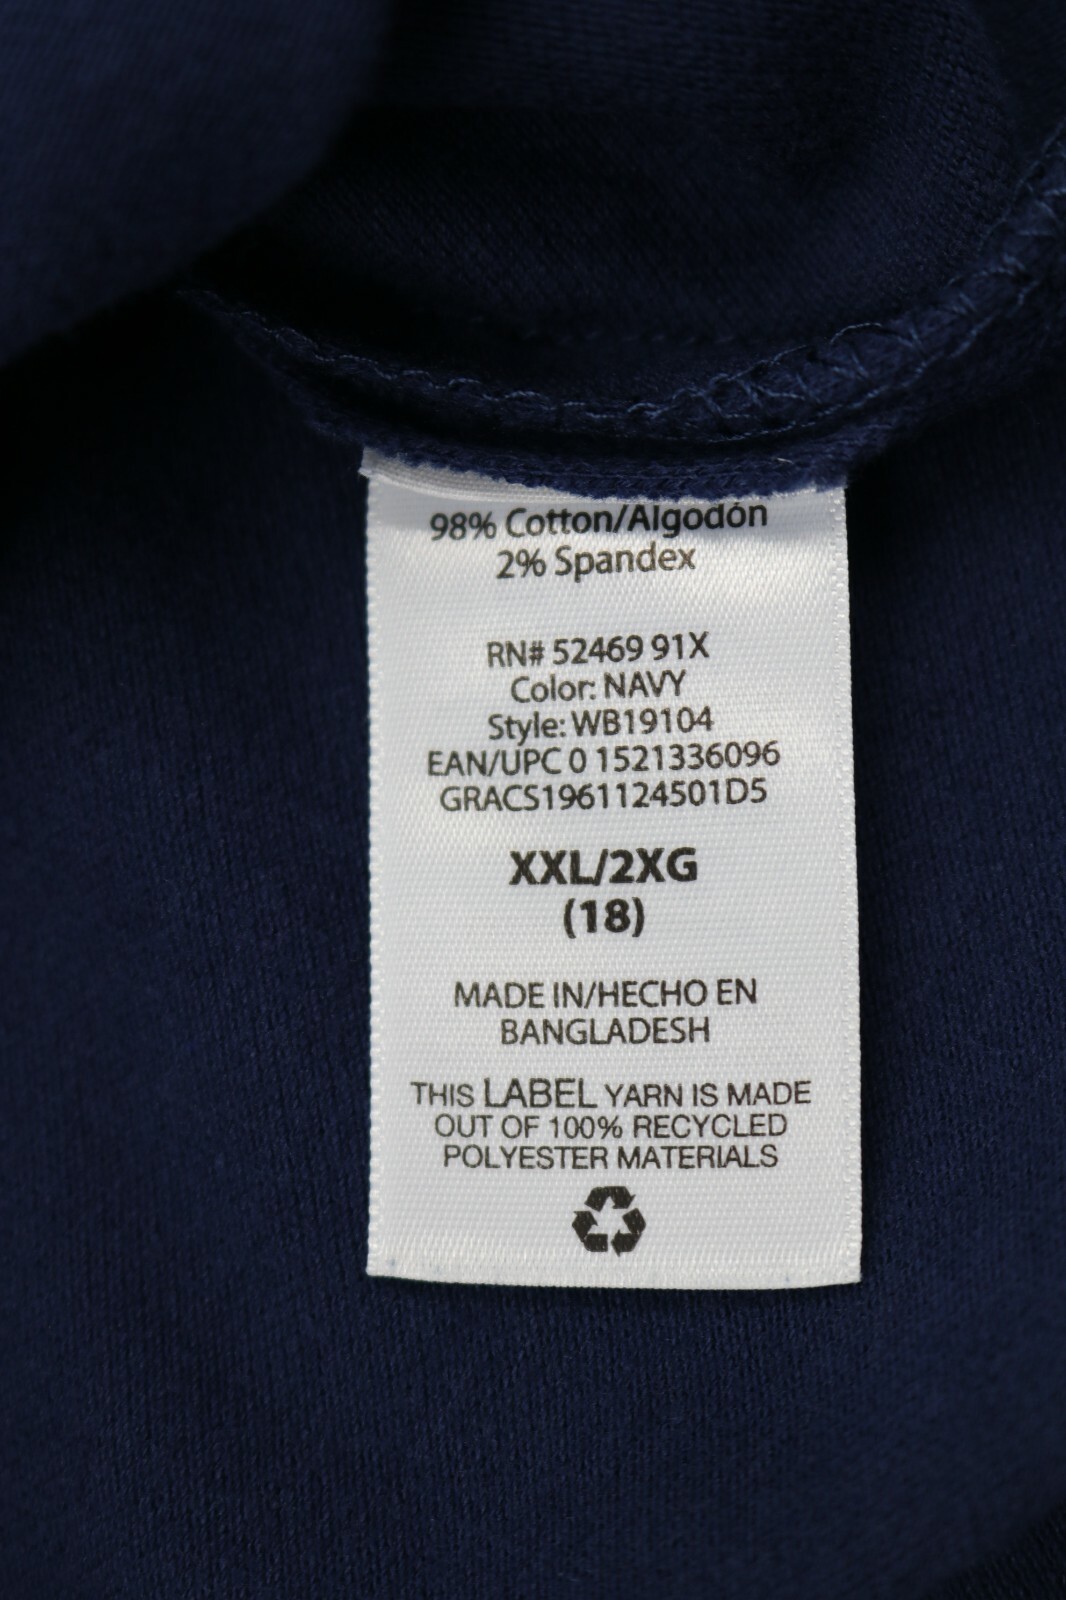 98% Cotton/Algodón
2% Spandex
RN# 52469 91X
Color: NAVY
Style: WB19104
EAN/UPC 0 1521336096
GRACS1961124501D5
XXL/2XG
(18)
MADE IN/HECHO EN
BANGLADESH
THIS LABEL YARN IS MADE
OUT OF 100% RECYCLED
POLYESTER MATERIALS